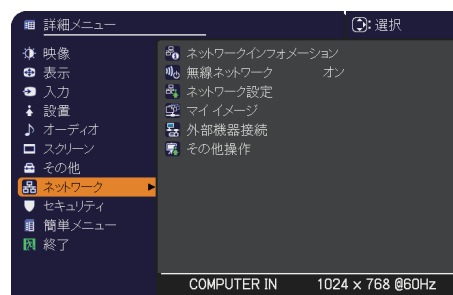 詳細メニュー
：選択
映像
表示
入力
設置
オーディオ
スクリーン
その他
ネットワーク
セキュリティ
簡単メニュー
終了
ネットワークインフォメーション
無線ネットワーク オン
ネットワーク設定
マイ イメージ
外部機器接続
その他操作
COMPUTER IN 1024 x 768 @60Hz